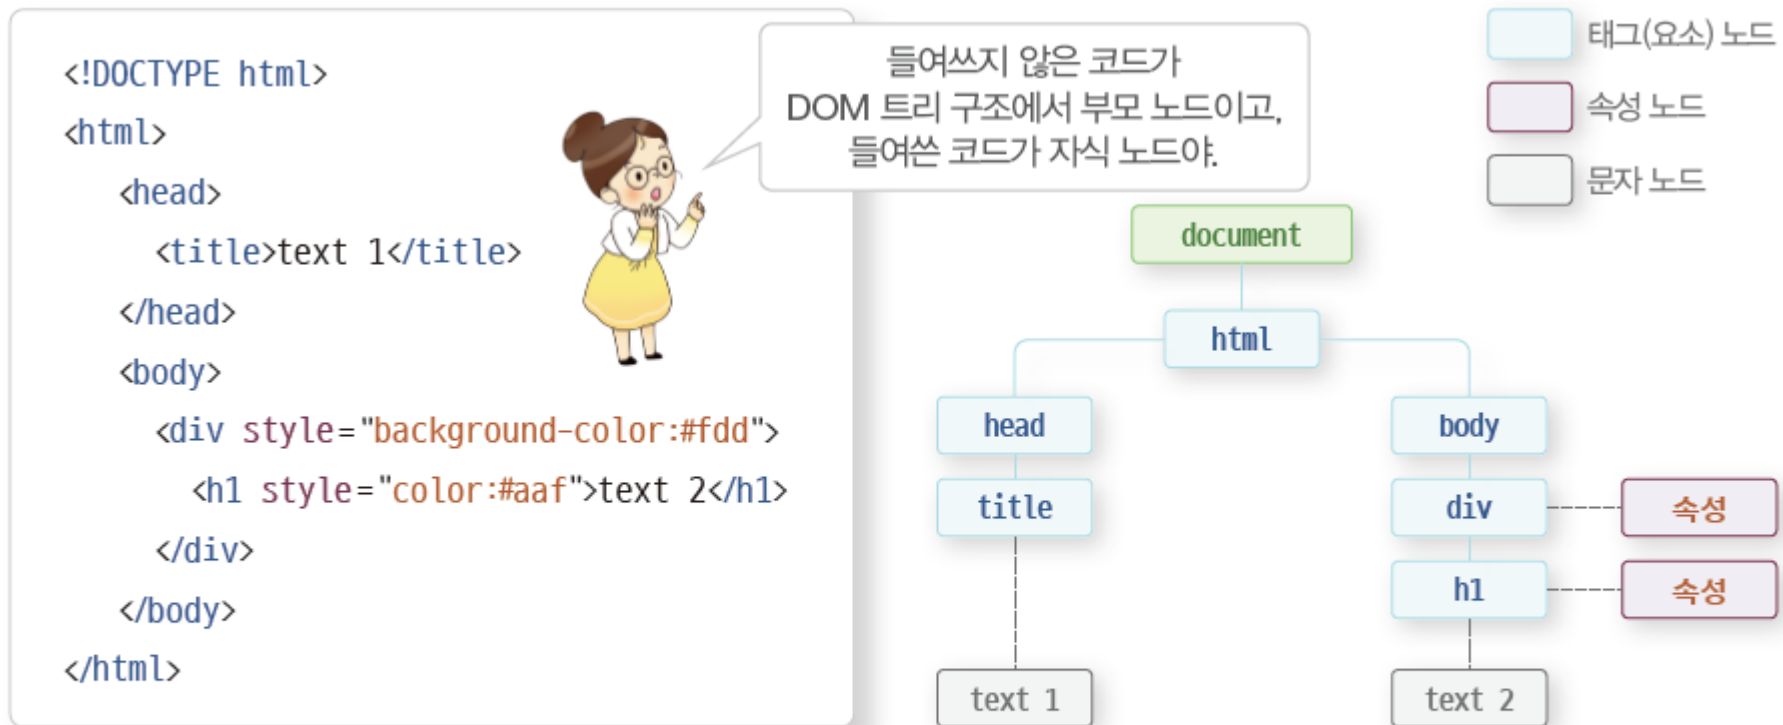 <!DOCTYPE html>
<html>
<head>
<title>text 1</title>
</head>
<body>
<div style="background-color:#fdd">
<h1 style="color:#aaf">text 2</h1>
</div>
</body>
</html>
들여쓰지 않은 코드가
DOM 트리 구조에서 부모 노드이고,
들여쓴 코드가 자식 노드야.
태그(요소) 노드
속성 노드
문자 노드
document
html
head
body
title
div
속성
h1
속성
text 1
text 2